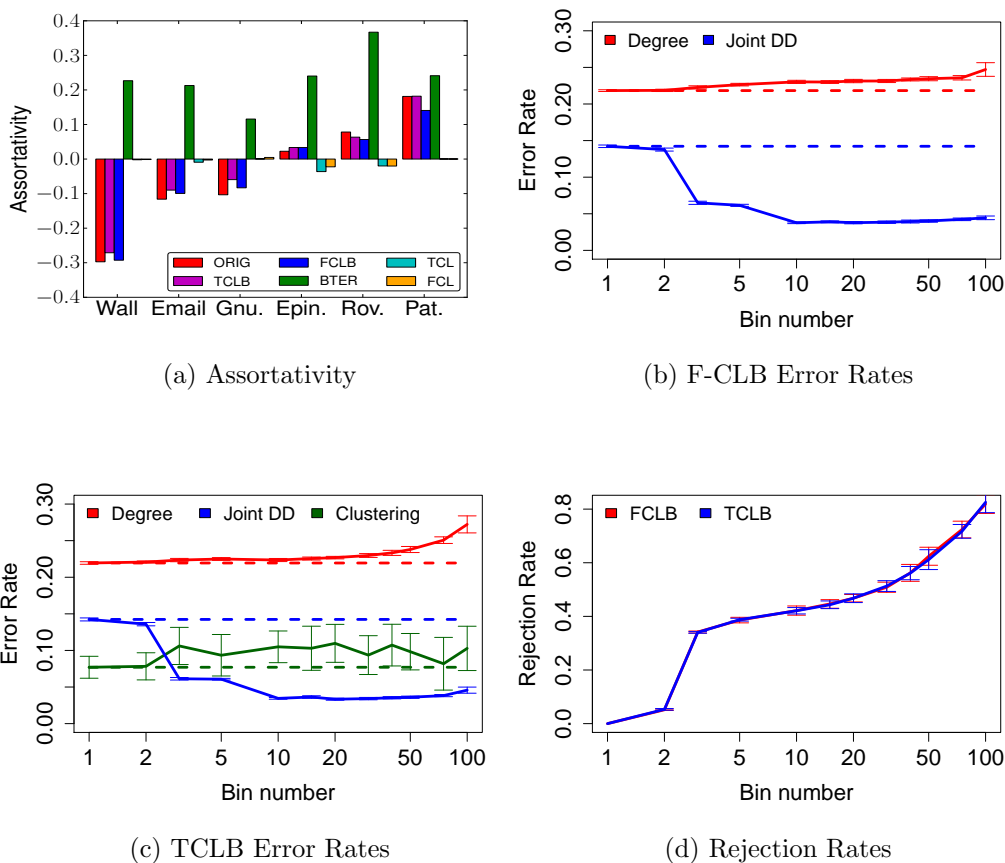 0.4
0.3
0.2
0.1
0.0
−0.1
−0.2
−0.3
−0.4
Assortativity
ORIG FCLB TCL
TCLB BTER FCL
Wall Email Gnu. Epin. Rov. Pat.
(a) Assortativity
Degree Joint DD
Error Rate
0.30
0.20
0.10
0.00
1 2 5 10 20 50 100
Bin number
(b) F-CLB Error Rates
Degree Joint DD Clustering
Error Rate
0.30
0.20
0.10
0.00
1 2 5 10 20 50 100
Bin number
(c) TCLB Error Rates
FCLB TCLB
Rejection Rate
0.8
0.6
0.4
0.2
0.0
1 2 5 10 20 50 100
Bin number
(d) Rejection Rates